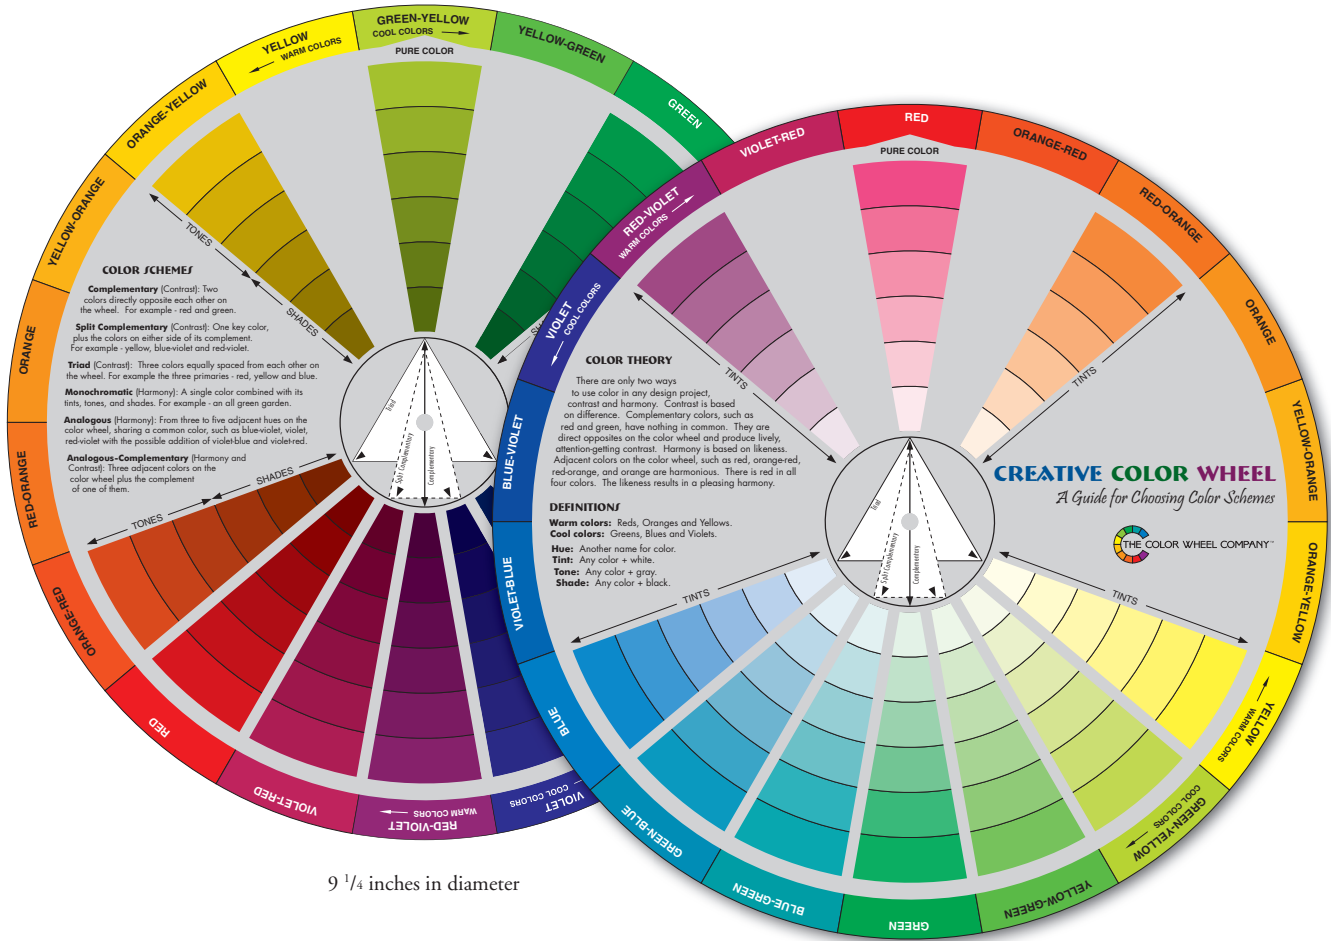 GREEN-YELLOW
COOL COLORS
PURE COLOR
YELLOW
WARM COLORS
YELLOW-GREEN
GREEN
ORANGE-YELLOW
YELLOW-ORANGE
ORANGE
RED-ORANGE
ORANGE-RED
RED
VIOLET-RED
RED-VIOLET
WARM COLORS
VIOLET
COOL COLORS
TONES
SHADES
COLOR SCHEMES
Complementary (Contrast): Two
colors directly opposite each other on
the wheel. For example - red and green.
Split Complementary (Contrast): One key color,
plus the colors on either side of its complement.
For example - yellow, blue-violet and red-violet.
Triad (Contrast): Three colors equally spaced from each other on
the wheel. For example the three primaries - red, yellow and blue.
Monochromatic (Harmony): A single color combined with its
tints, tones, and shades. For example - an all green garden.
Analogous (Harmony): From three to five adjacent hues on the
color wheel, sharing a common color, such as blue-violet, violet,
red-violet with the possible addition of violet-blue and violet-red.
Analogous-Complementary (Harmony and
Contrast): Three adjacent colors on the
color wheel plus the complement
of one of them.
SHADES
TONES
SHA
Triad
Split Complementary
Complementary
9 1/4 inches in diameter
RED
PURE COLOR
VIOLET-RED
ORANGE-RED
RED-VIOLET
WARM COLORS
RED-ORANGE
VIOLET
COOL COLORS
ORANGE
BLUE-VIOLET
YELLOW-ORANGE
VIOLET-BLUE
ORANGE-YELLOW
BLUE
YELLOW
WARM COLORS
GREEN-BLUE
GREEN-YELLOW
COOL COLORS
BLUE-GREEN
YELLOW-GREEN
GREEN
TINTS
TINTS
COLOR THEORY
There are only two ways
to use color in any design project,
contrast and harmony. Contrast is based
on difference. Complementary colors, such as
red and green, have nothing in common. They are
direct opposites on the color wheel and produce lively,
attention-getting contrast. Harmony is based on likeness.
Adjacent colors on the color wheel, such as red, orange-red,
red-orange, and orange are harmonious. There is red in all
four colors. The likeness results in a pleasing harmony.
DEFINITIONS
Warm colors: Reds, Oranges and Yellows.
Cool colors: Greens, Blues and Violets.
Hue: Another name for color.
Tint: Any color + white.
Tone: Any color + gray.
Shade: Any color + black.
TINTS
TINTS
Triad
Split Complementary
Complementary
CREATIVE COLOR WHEEL
A Guide for Choosing Color Schemes
THE COLOR WHEEL COMPANY™